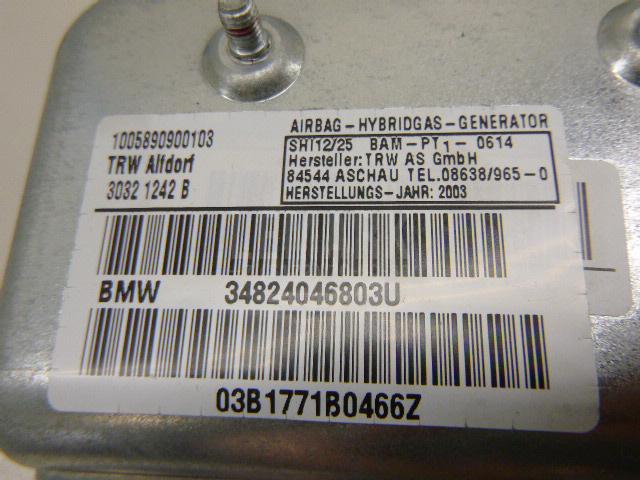 1005890900103
TRW Alfdorf
3032 1242 B
AIRBAG-HYBRIDGAS-GENERATOR
SHI12/25 BAM-PT1- 0614
Hersteller: TRW AS GmbH
84544 ASCHAU TEL.08638/965-0
HERSTELLUNGS-JAHR: 2003
BMW 34824046803U
03B1771B0466Z